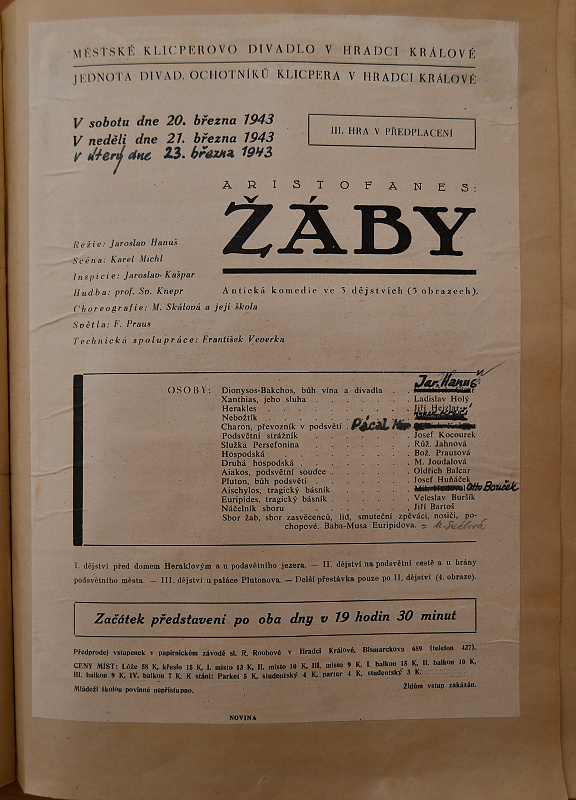 MĚSTSKÉ KLICPEROVO DIVADLO V HRADCI KRÁLOVÉ
JEDNOTA DIVAD. OCHOTNÍKŮ KLICPERA V HRADCI KRÁLOVÉ
V sobotu dne 20. března 1943
V neděli dne 21. března 1943
v úterý dne 23. března 1943
III. HRA V PŘEDPLACENÍ
ARISTOFANES:
ŽÁBY
Antická komedie ve 3 dějstvích (5 obrazech).
Režie: Jaroslav Hanuš
Scéna: Karel Michl
Inspicie: Jaroslav Kašpar
Hudba: prof. Sv. Knepr
Choreografie: M. Skálová a její škola
Světla: F. Praus
Technická spolupráce: František Veverka
OSOBY:
Dionysos-Bakchos, bůh vína a divadla . . . Jar. Hanuš
Xanthias, jeho sluha . . . Ladislav Holý
Herakles . . . Jiří
Nebožtík . . .
Charon, převozník v podsvětí . . . Pácal
Podsvětní strážník . . . Josef Kocourek
Služka Persefonina . . . Růž. Jahnová
Hospodská . . . Bož. Prausová
Druhá hospodská . . . M. Joudalová
Aiakos, podsvětní soudce . . . Oldřich Balcar
Pluton, bůh podsvětí . . . Josef Huňáček
Aischylos, tragický básník . . . Otto Bouček
Euripides, tragický básník . . . Veleslav Buršík
Náčelník sboru . . . Jiří Bartoš
Sbor žab, sbor zasvěcenců, lid, smuteční zpěváci, nosiči, po-
chopové. Baba-Musa Euripidova. =
I. dějství před domem Heraklovým a u podsvětního jezera. — II. dějství na podsvětní cestě a u brány
podsvětního města. — III. dějství u paláce Plutonova. — Delší přestávka pouze po II. dějství (4. obraze).
Začátek představení po oba dny v 19 hodin 30 minut
Předprodej vstupenek v papírnickém závodě sl. R. Roobové v Hradci Králové, Bismarckova 689 (telefon 427).
CENY MÍST: Lóže 58 K, křeslo 15 K, I. místo 13 K, II. místo 10 K, III. místo 9 K, I. balkon 15 K, II. balkon 10 K,
III. balkon 9 K, IV. balkon 7 K. K stání: Parket 5 K, studentský 4 K, parter 4 K, studentský 3 K.
Mládeži školou povinné nepřístupno.
Židům vstup zakázán.
NOVINA